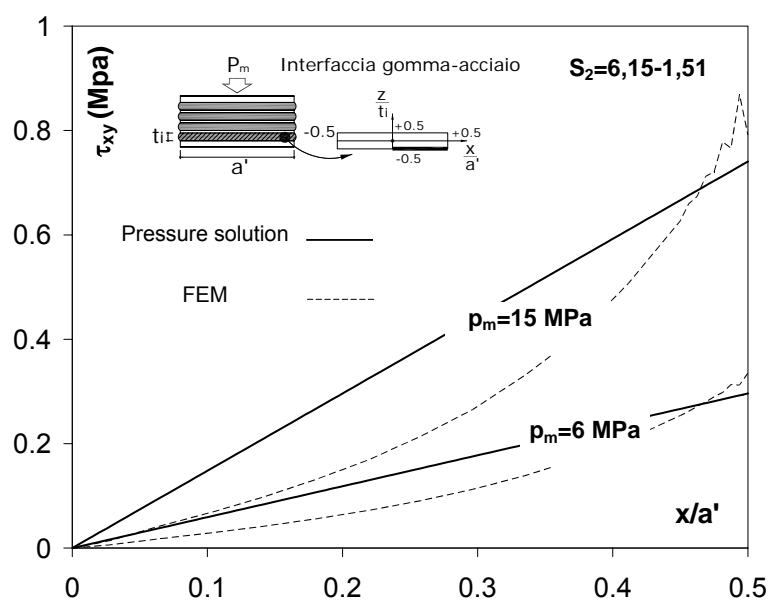 1
0.8
0.6
0.4
0.2
0
τxy (Mpa)
Pm
Interfaccia gomma-acciaio
S2=6,15-1,51
ti
a'
z
ti
+0.5
-0.5
+0.5
-0.5
x
a'
Pressure solution
FEM
pm=15 MPa
pm=6 MPa
x/a'
0 0.1 0.2 0.3 0.4 0.5